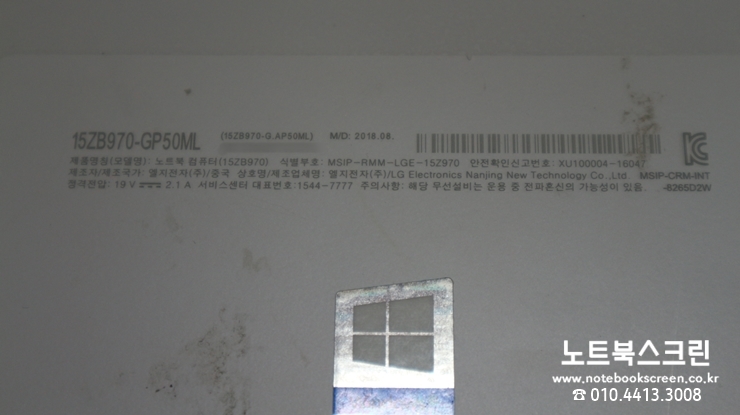 15ZB970-GP50ML (15ZB970-G.AP50ML) M/D: 2018.08.
제품명칭(모델명): 노트북 컴퓨터(15ZB970) 식별부호: MSIP-RMM-LGE-15Z970 안전확인신고번호: XU100004-16047
제조자/제조국가: 엘지전자(주)/중국 상호명/제조업체명: 엘지전자(주)/LG Electronics Nanjing New Technology Co.,Ltd. MSIP-CRM-INT
정격전압: 19 V 2.1 A. 서비스센터 대표번호:1544-7777 주의사항: 해당 무선설비는 운용 중 전파혼신의 가능성이 있음. -8265D2W
노트북스크린
www.notebookscreen.co.kr
☎ 010.4413.3008